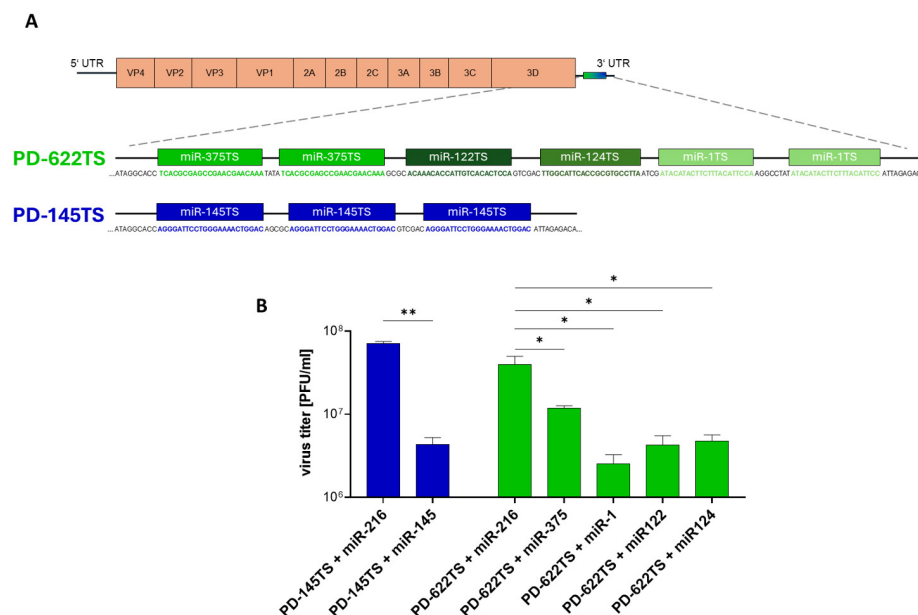 A
5' UTR
VP4 VP2 VP3 VP1 2A 2B 2C 3A 3B 3C 3D
3' UTR
PD-622TS
miR-375TS miR-375TS miR-122TS miR-124TS miR-1TS miR-1TS
...ATAGGCACC TCACGCGAGCCGAACGAACAAA TATA TCACGCGAGCCGAACGAACAAA GCGC ACAAACACCATTGTCACACTCCA GTCGAC TTGGCATTCACCGCGTGCCTTA ATCG ATACATACTTCTTTACATTCCA AGGCCTAT ATACATACTTCTTTACATTCC ATTAGAGAC
PD-145TS
miR-145TS miR-145TS miR-145TS
... ATAGGCACC AGGGATTCCTGGGAAAACTGGAC AGCGC AGGGATTCCTGGGAAAACTGGAC GTCGAC AGGGATTCCTGGGAAAACTGGAC ATTAGAGACA...
B
virus titer [PFU/ml]
10⁸
10⁷
10⁶
**
*
*
*
*
PD-145TS + miR-216
PD-145TS + miR-145
PD-622TS + miR-216
PD-622TS + miR-375
PD-622TS + miR-1
PD-622TS + miR122
PD-622TS + miR124